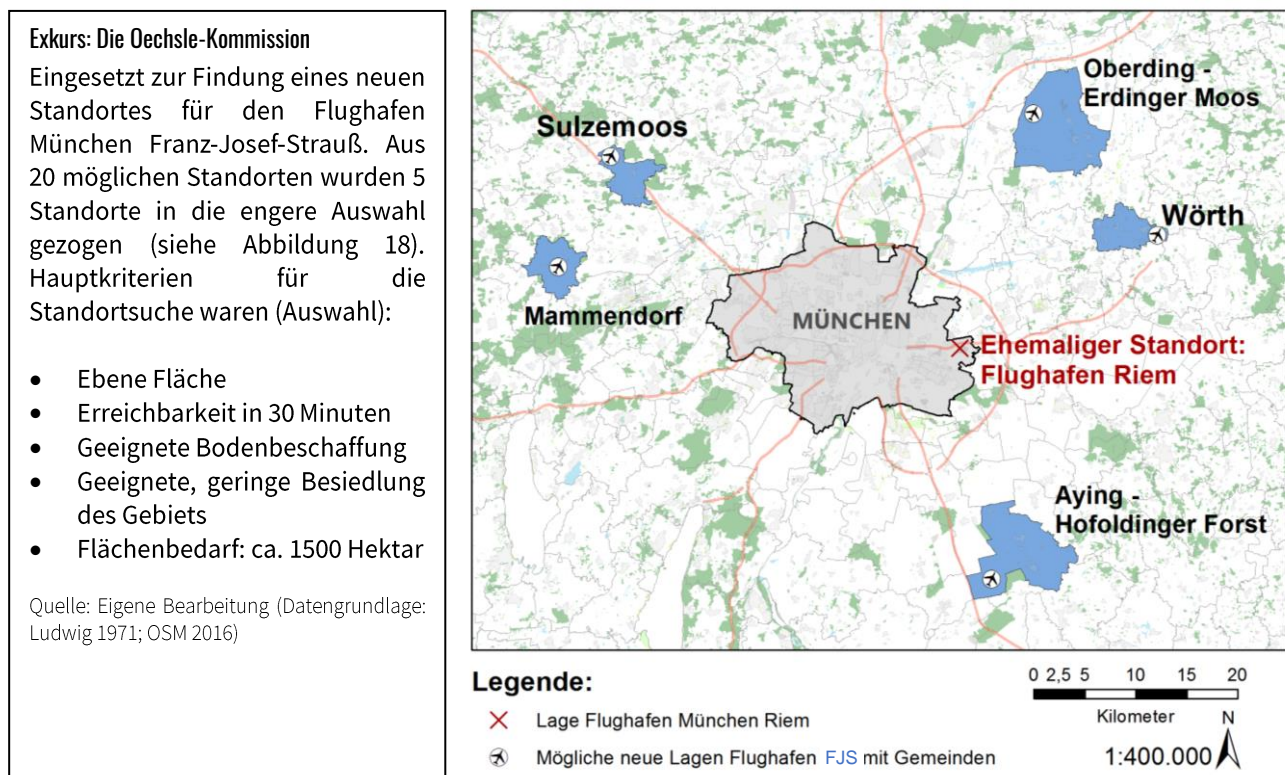 Exkurs: Die Oechsle-Kommission
Eingesetzt zur Findung eines neuen
Standortes für den Flughafen
München Franz-Josef-Strauß. Aus
20 möglichen Standorten wurden 5
Standorte in die engere Auswahl
gezogen (siehe Abbildung 18).
Hauptkriterien für die
Standortsuche waren (Auswahl):
• Ebene Fläche
• Erreichbarkeit in 30 Minuten
• Geeignete Bodenbeschaffung
• Geeignete, geringe Besiedlung
des Gebiets
• Flächenbedarf: ca. 1500 Hektar
Quelle: Eigene Bearbeitung (Datengrundlage:
Ludwig 1971; OSM 2016)
Oberding -
Erdinger Moos
Sulzemoos
Wörth
Mammendorf
MÜNCHEN
Ehemaliger Standort:
Flughafen Riem
Aying -
Hofoldinger Forst
Legende:
Lage Flughafen München Riem
Mögliche neue Lagen Flughafen FJS mit Gemeinden
0 2,5 5 10 15 20
Kilometer
N
1:400.000